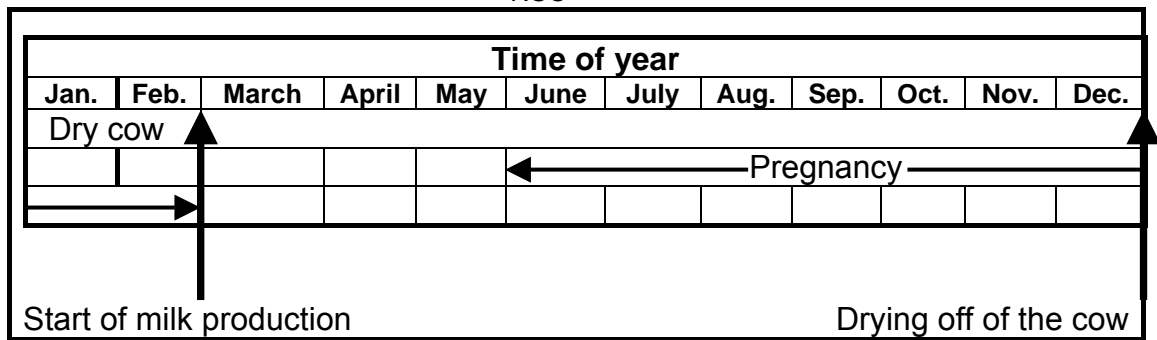 Time of year
Jan. Feb. March April May June July Aug. Sep. Oct. Nov. Dec.
Dry cow
Pregnancy
Start of milk production Drying off of the cow